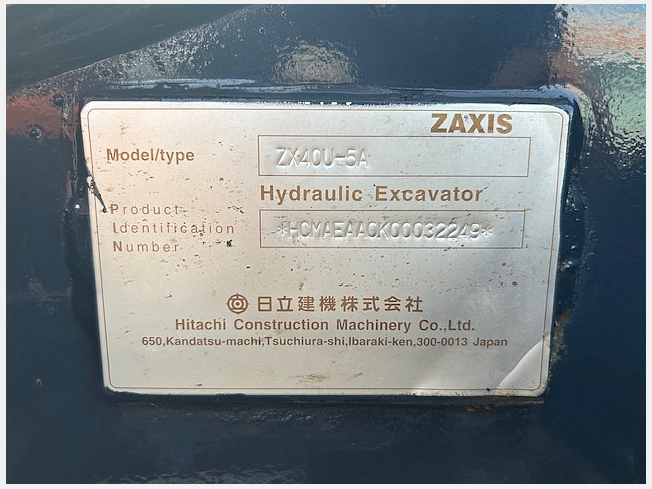 ZAXIS
Model/type ZX40U-5A
Hydraulic Excavator
Product
Identification *HCMAEAAQK00032249*
Number
日立建機株式会社
Hitachi Construction Machinery Co.,Ltd.
650,Kandatsu-machi,Tsuchiura-shi,Ibaraki-ken,300-0013 Japan